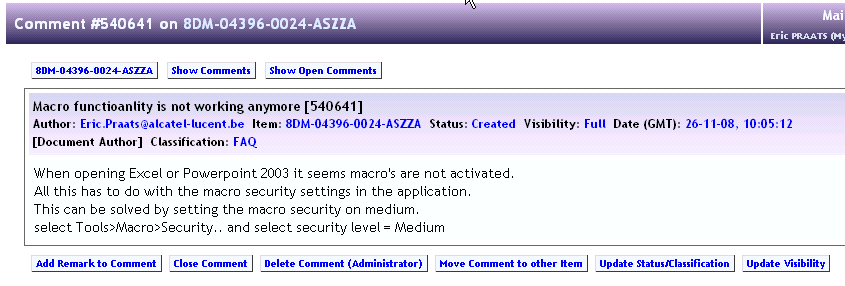 Comment #540641 on 8DM-04396-0024-ASZZA
Mai
Eric PRAATS (My
8DM-04396-0024-ASZZA Show Comments Show Open Comments
Macro functioanlity is not working anymore [540641]
Author: Eric.Praats@alcatel-lucent.be Item: 8DM-04396-0024-ASZZA Status: Created Visibility: Full Date (GMT): 26-11-08, 10:05:12
[Document Author] Classification: FAQ
When opening Excel or Powerpoint 2003 it seems macro's are not activated.
All this has to do with the macro security settings in the application.
This can be solved by setting the macro security on medium.
select Tools>Macro>Security.. and select security level = Medium
Add Remark to Comment Close Comment Delete Comment (Administrator) Move Comment to other Item Update Status/Classification Update Visibility